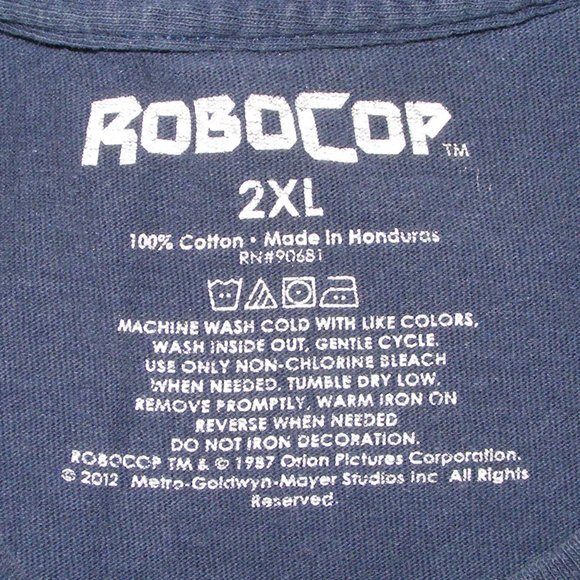 ROBOCOP TM
2XL
100% Cotton • Made in Honduras
RN#90681
MACHINE WASH COLD WITH LIKE COLORS,
WASH INSIDE OUT, GENTLE CYCLE.
USE ONLY NON-CHLORINE BLEACH
WHEN NEEDED. TUMBLE DRY LOW,
REMOVE PROMPTLY, WARM IRON ON
REVERSE WHEN NEEDED
DO NOT IRON DECORATION.
ROBOCOP TM & © 1987 Orion Pictures Corporation.
© 2012 Metro-Goldwyn-Mayer Studios Inc All Rights
Reserved.